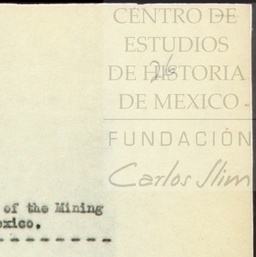 CENTRO DE
ESTUDIOS
DE HISTORIA
DE MEXICO
FUNDACIÓN
Carlos Slim
of the Mining
exico.